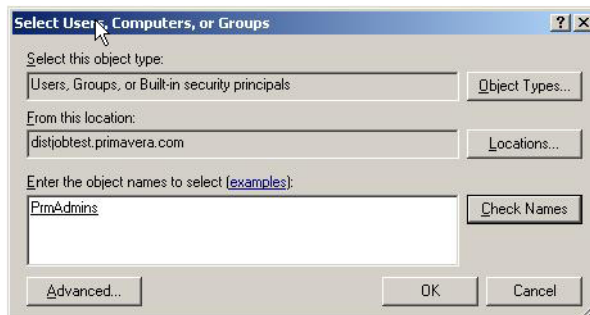 Select Users, Computers, or Groups
Select this object type:
Users, Groups, or Built-in security principals
Object Types...
From this location:
distjobtest.primavera.com
Locations...
Enter the object names to select (examples):
PrmAdmins
Check Names
Advanced...
OK
Cancel